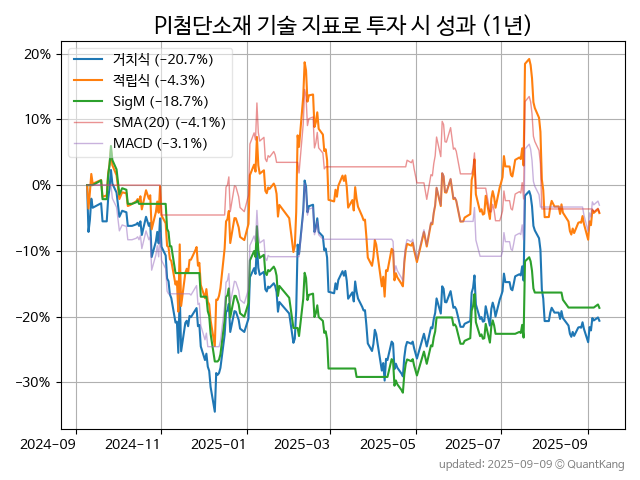 PI첨단소재 기술 지표로 투자 시 성과 (1년)
거치식 (−20.7%)
적립식 (−4.3%)
SigM (−18.7%)
SMA(20) (−4.1%)
MACD (−3.1%)
20%
10%
0%
−10%
−20%
−30%
2024-09 2024-11 2025-01 2025-03 2025-05 2025-07 2025-09
updated: 2025-09-09 © QuantKang